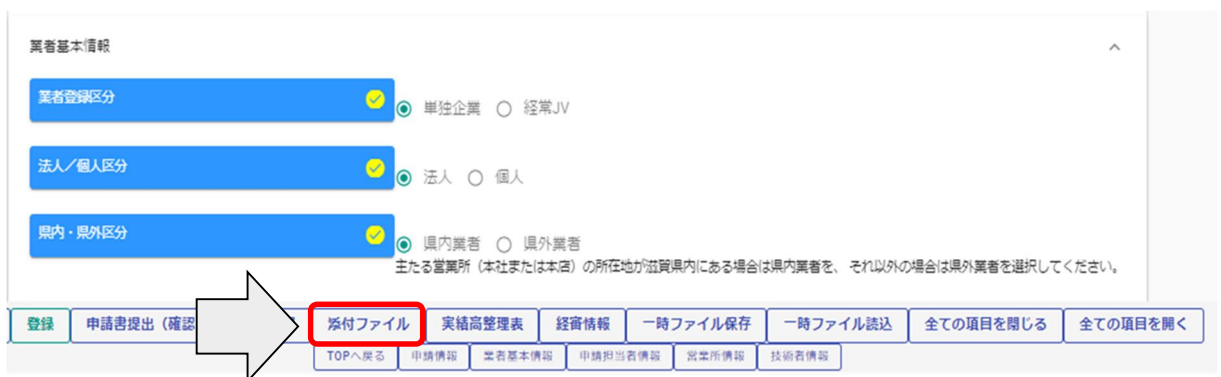 業者基本情報
業者登録区分
単独企業 経常JV
法人／個人区分
法人 個人
県内・県外区分
県内業者 県外業者
主たる営業所（本社または本店）の所在地が滋賀県内にある場合は県内業者を、それ以外の場合は県外業者を選択してください。
登録 申請書提出（確認 添付ファイル 実績高整理表 経審情報 一時ファイル保存 一時ファイル読込 全ての項目を閉じる 全ての項目を開く
TOPへ戻る 申請情報 業者基本情報 申請担当者情報 営業所情報 技術者情報